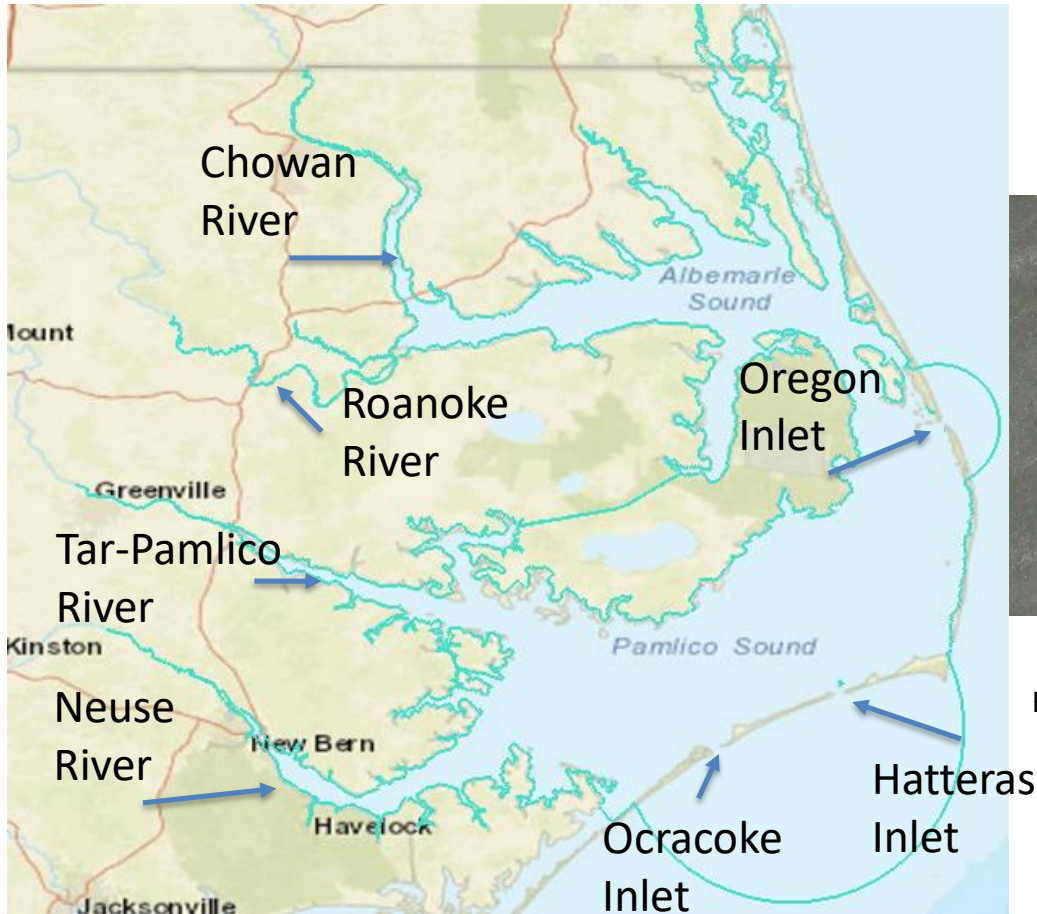 Chowan
River
Albemarle
Sound
Mount
Oregon
Inlet
Roanoke
River
Greenville
Tar-Pamlico
River
Kinston
Pamlico Sound
Neuse
River
New Bern
Hatteras
Inlet
Havelock
Ocracoke
Inlet
Jacksonville